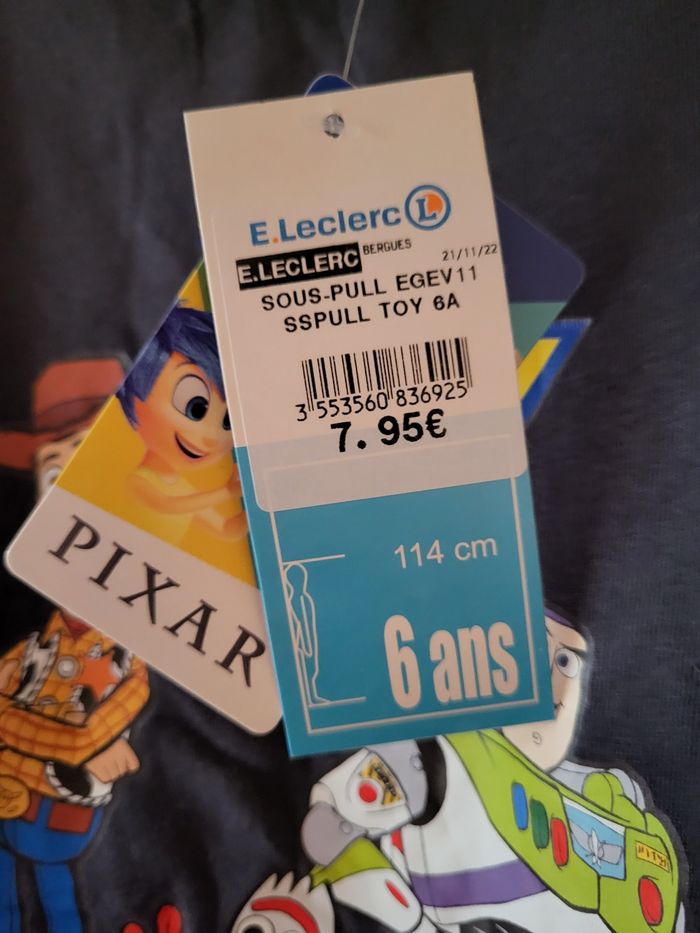 E.Leclerc L
E.LECLERC BERGUES 21/11/22
SOUS-PULL EGEV11
SSPULL TOY 6A
3 553560 836925
7.95€
114 cm
6 ans
PIXAR